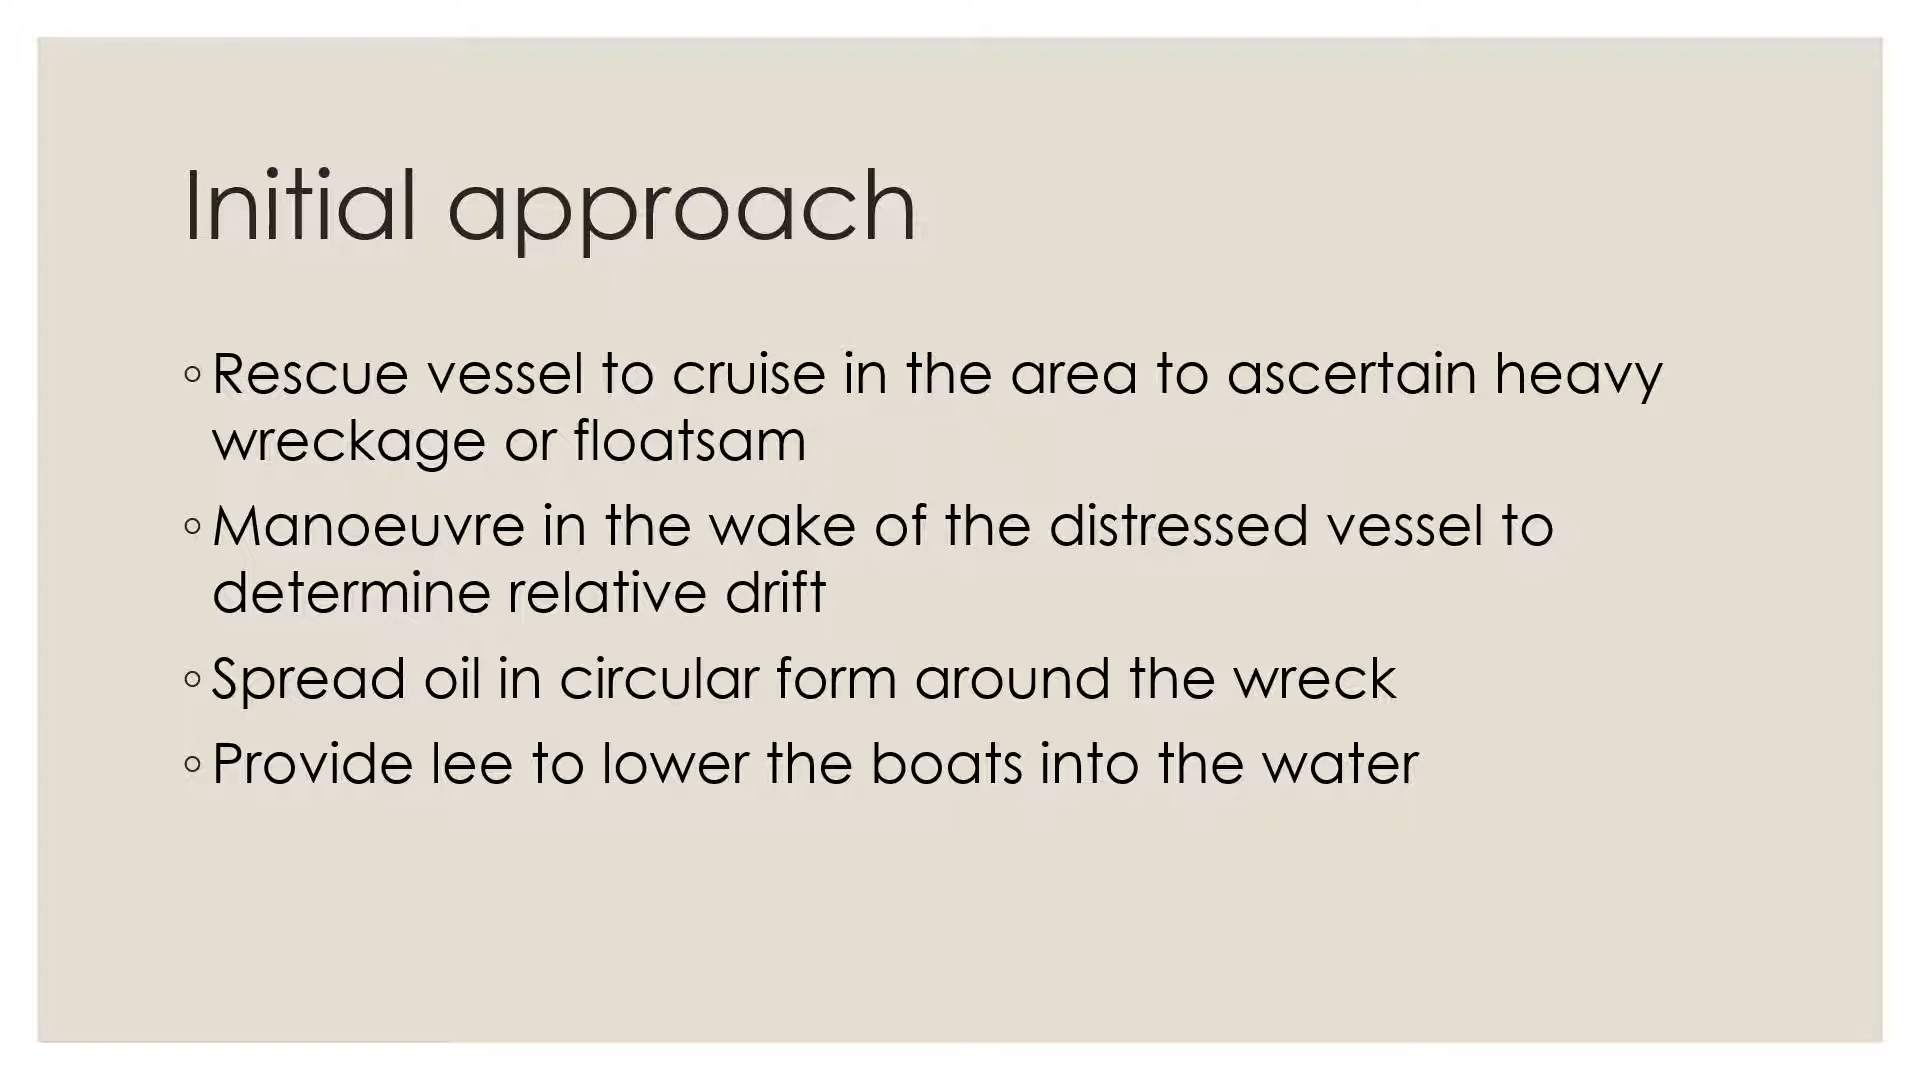 Initial approach
◦ Rescue vessel to cruise in the area to ascertain heavy
wreckage or floatsam
◦ Manoeuvre in the wake of the distressed vessel to
determine relative drift
◦ Spread oil in circular form around the wreck
◦ Provide lee to lower the boats into the water